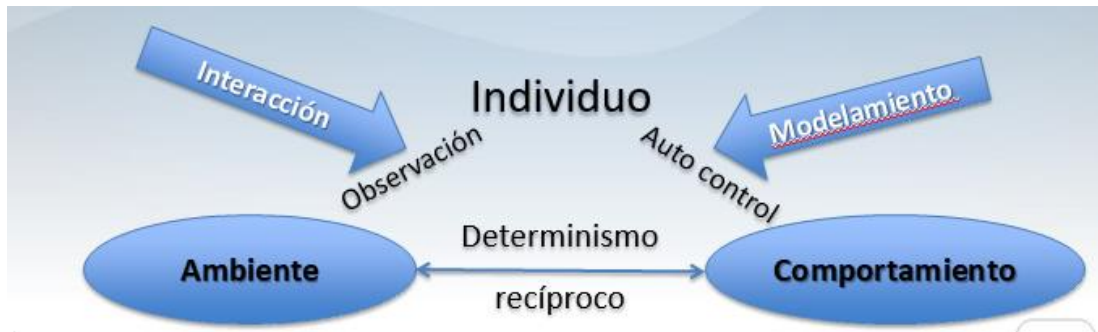 Interacción
Individuo
Modelamiento
Observación
Auto control
Determinismo
Ambiente
Comportamiento
recíproco